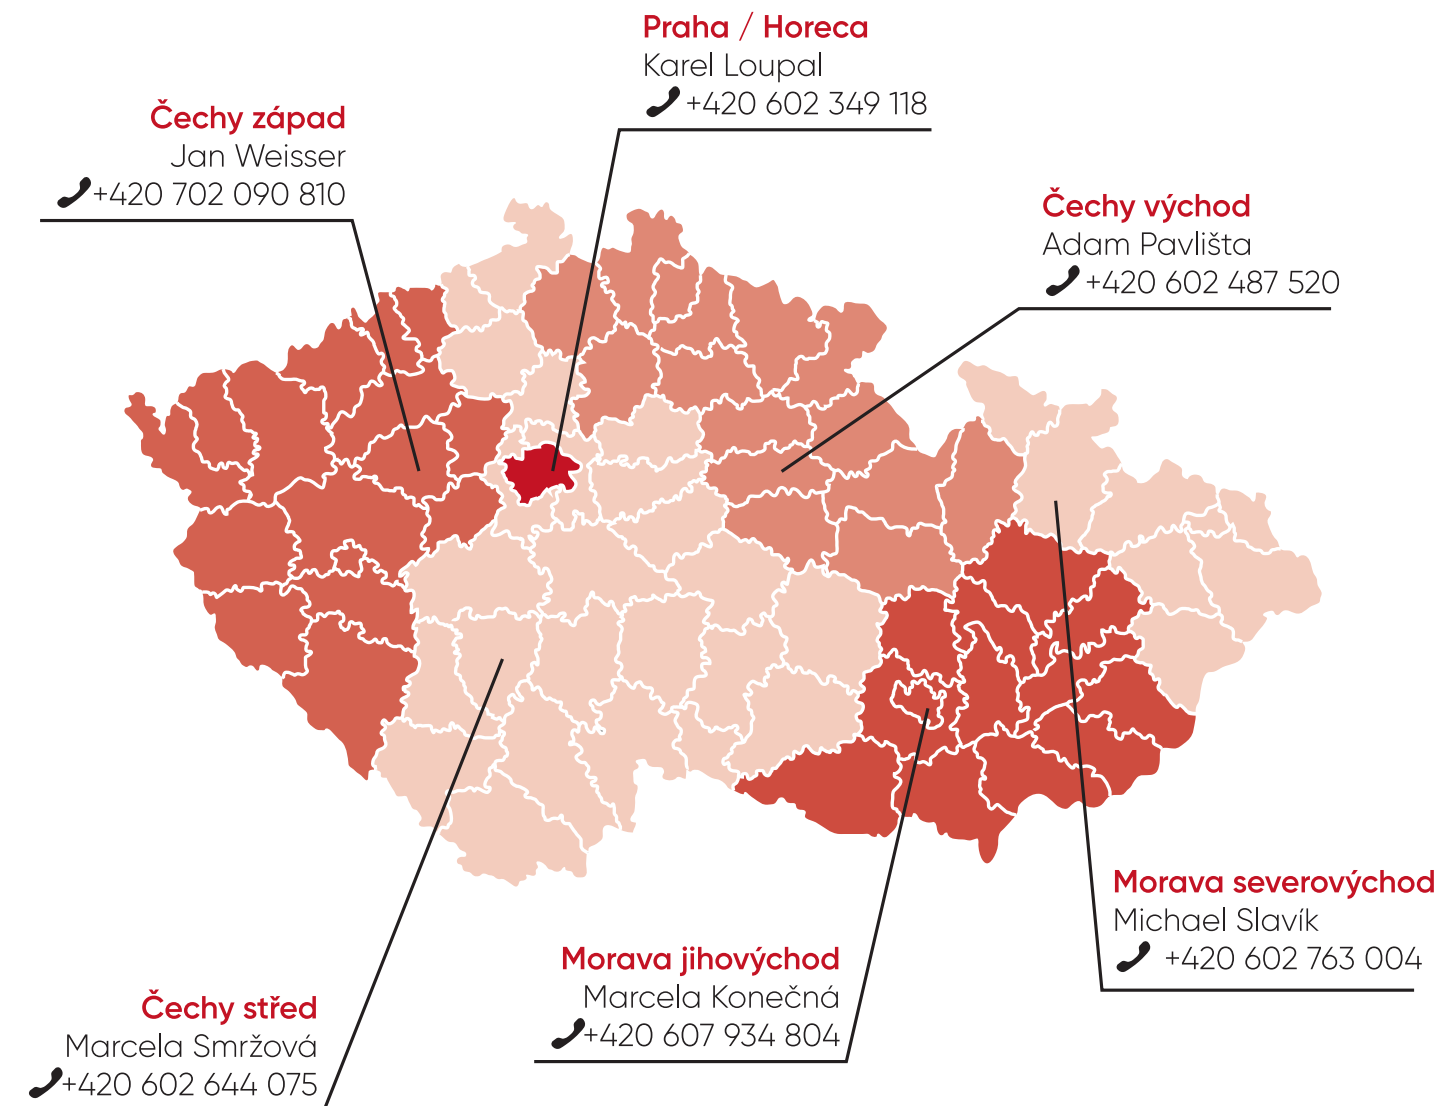 Praha / Horeca
Karel Loupal
+420 602 349 118
Čechy západ
Jan Weisser
+420 702 090 810
Čechy východ
Adam Pavlišta
+420 602 487 520
Morava severovýchod
Michael Slavík
+420 602 763 004
Morava jihovýchod
Marcela Konečná
+420 607 934 804
Čechy střed
Marcela Smržová
+420 602 644 075